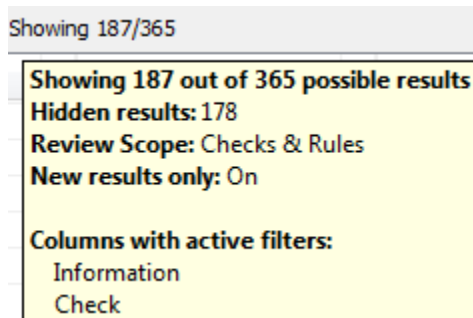 Showing 187/365
Showing 187 out of 365 possible results
Hidden results: 178
Review Scope: Checks & Rules
New results only: On
Columns with active filters:
Information
Check